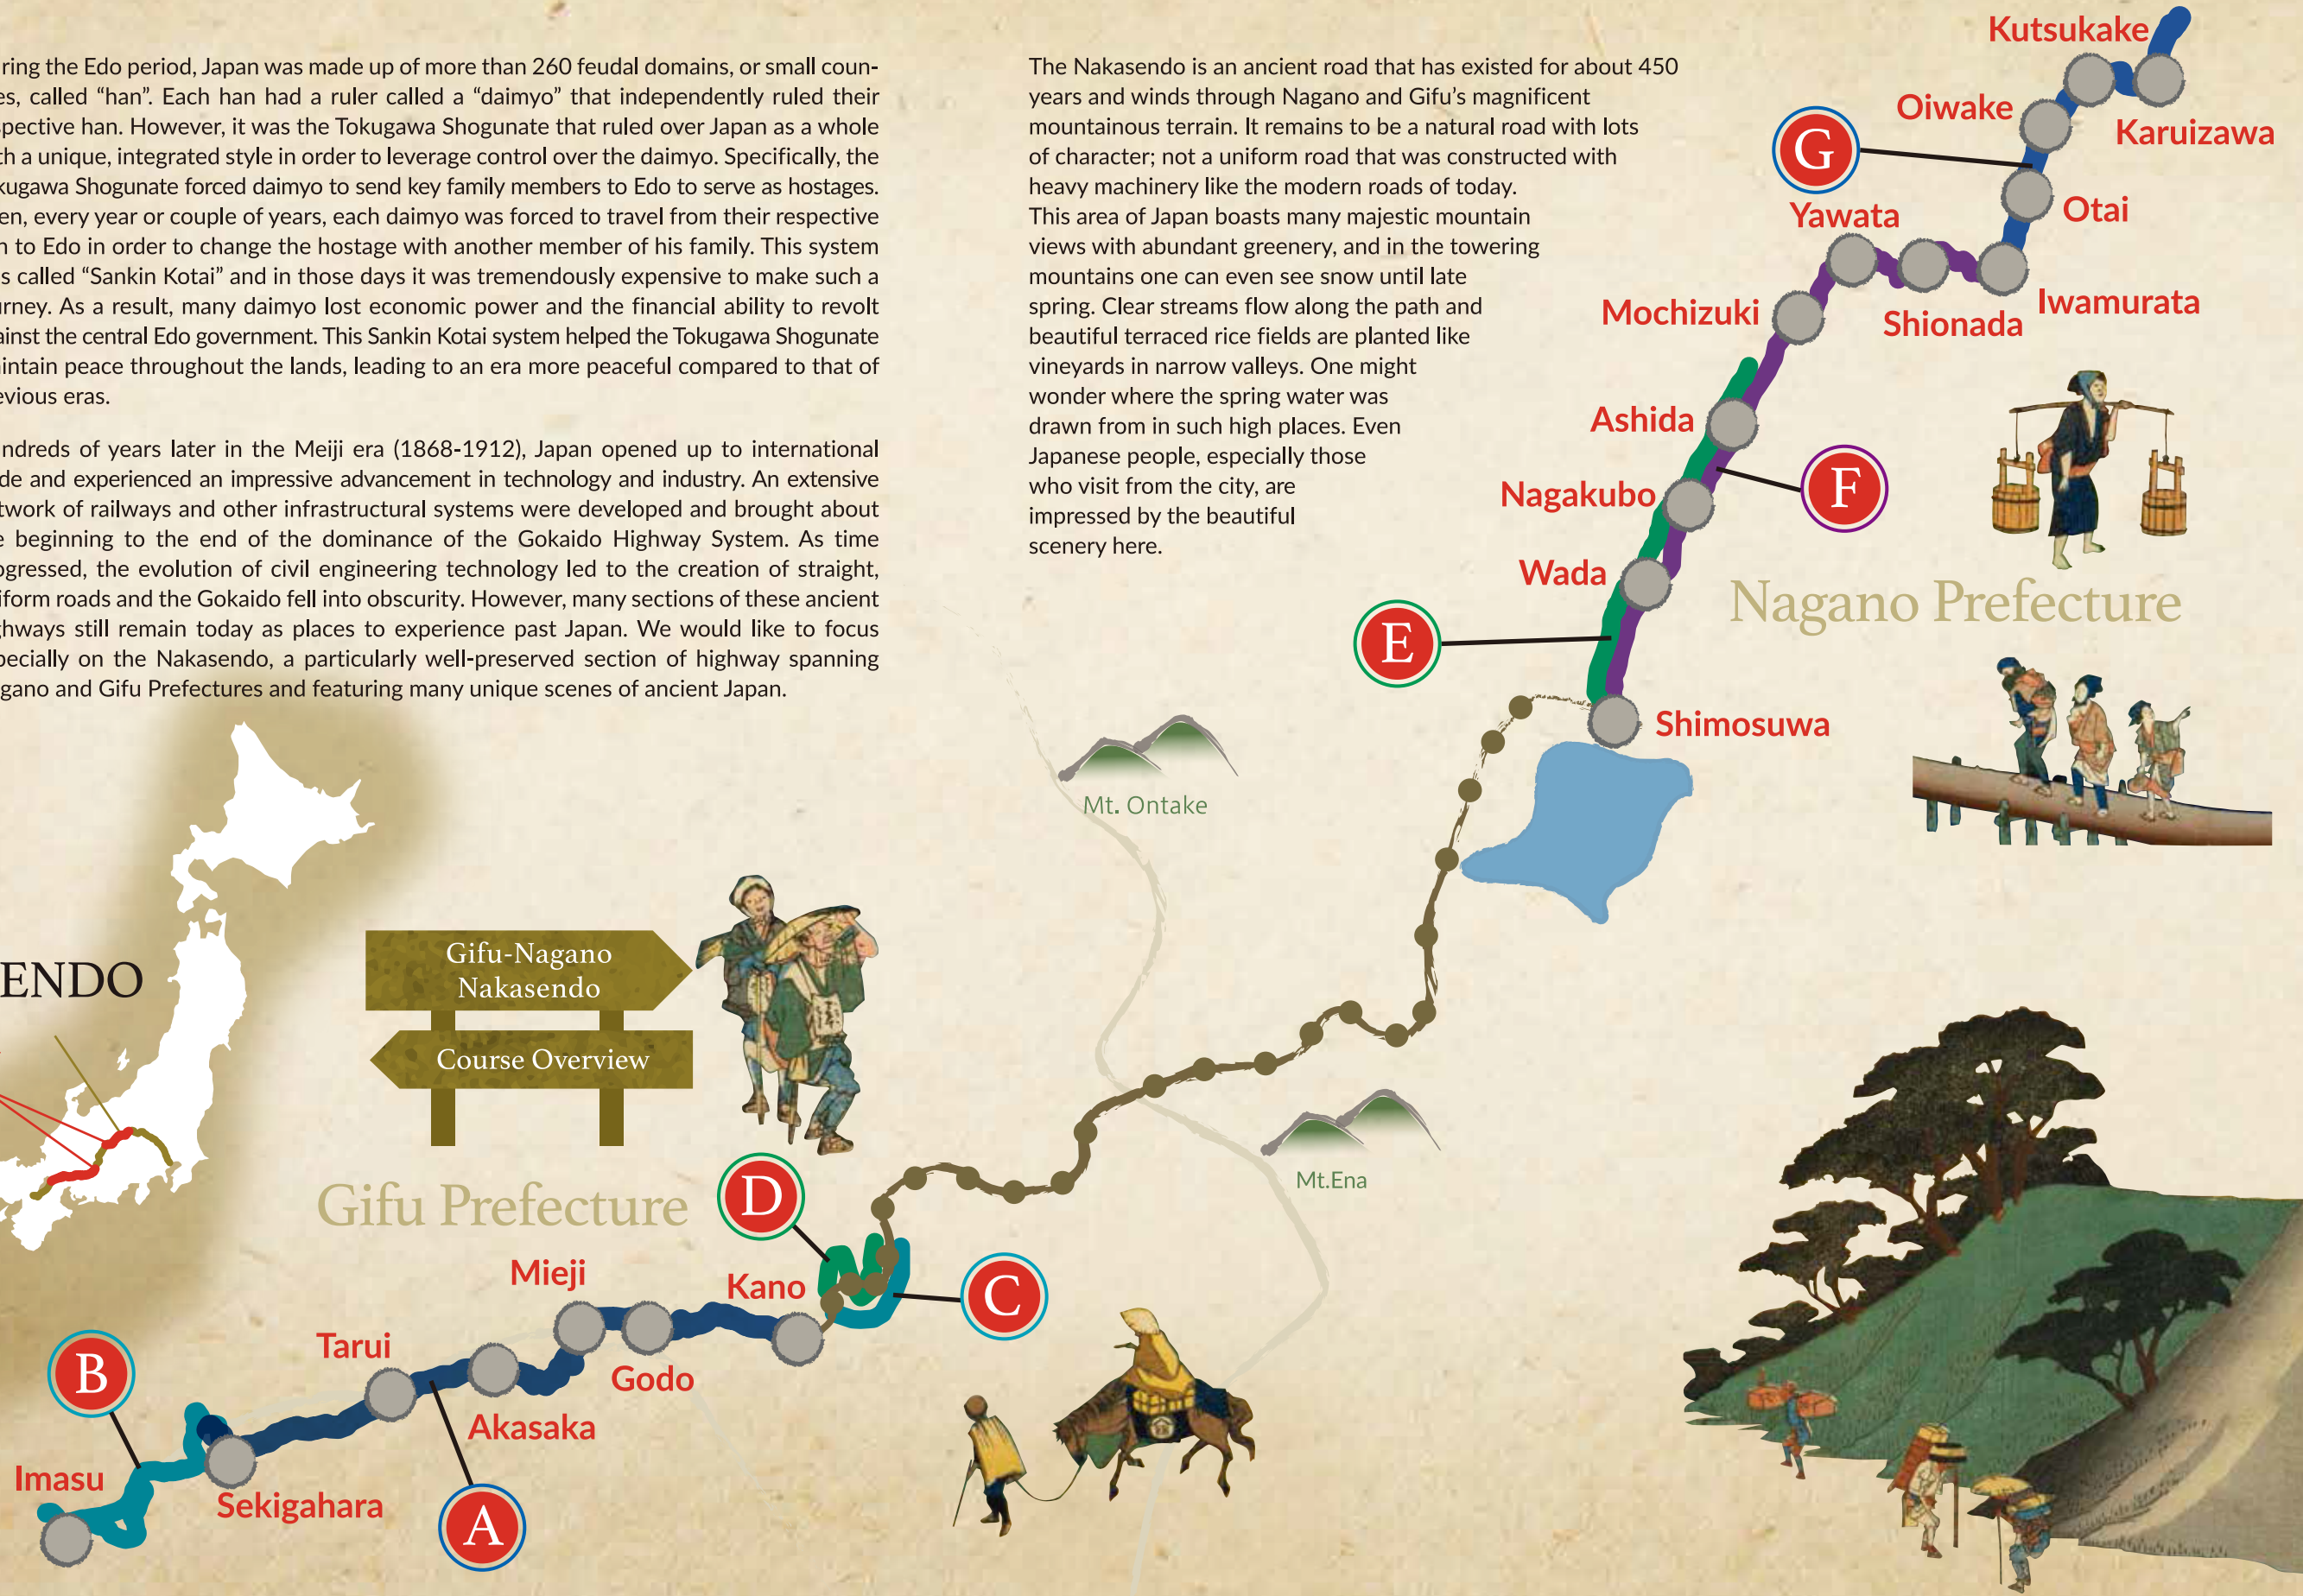 ring the Edo period, Japan was made up of more than 260 feudal domains, or small coun-
es, called “han”. Each han had a ruler called a “daimyo” that independently ruled their
spective han. However, it was the Tokugawa Shogunate that ruled over Japan as a whole
th a unique, integrated style in order to leverage control over the daimyo. Specifically, the
kugawa Shogunate forced daimyo to send key family members to Edo to serve as hostages.
en, every year or couple of years, each daimyo was forced to travel from their respective
n to Edo in order to change the hostage with another member of his family. This system
s called “Sankin Kotai” and in those days it was tremendously expensive to make such a
urney. As a result, many daimyo lost economic power and the financial ability to revolt
ainst the central Edo government. This Sankin Kotai system helped the Tokugawa Shogunate
intain peace throughout the lands, leading to an era more peaceful compared to that of
evious eras.
ndreds of years later in the Meiji era (1868-1912), Japan opened up to international
de and experienced an impressive advancement in technology and industry. An extensive
twork of railways and other infrastructural systems were developed and brought about
e beginning to the end of the dominance of the Gokaido Highway System. As time
ogressed, the evolution of civil engineering technology led to the creation of straight,
iform roads and the Gokaido fell into obscurity. However, many sections of these ancient
ghways still remain today as places to experience past Japan. We would like to focus
pecially on the Nakasendo, a particularly well-preserved section of highway spanning
gano and Gifu Prefectures and featuring many unique scenes of ancient Japan.
The Nakasendo is an ancient road that has existed for about 450
years and winds through Nagano and Gifu’s magnificent
mountainous terrain. It remains to be a natural road with lots
of character; not a uniform road that was constructed with
heavy machinery like the modern roads of today.
This area of Japan boasts many majestic mountain
views with abundant greenery, and in the towering
mountains one can even see snow until late
spring. Clear streams flow along the path and
beautiful terraced rice fields are planted like
vineyards in narrow valleys. One might
wonder where the spring water was
drawn from in such high places. Even
Japanese people, especially those
who visit from the city, are
impressed by the beautiful
scenery here.
Kutsukake
Oiwake
Karuizawa
G
Otai
Yawata
Iwamurata
Mochizuki
Shionada
Ashida
F
Nagakubo
Wada
Nagano Prefecture
E
Shimosuwa
Mt. Ontake
ENDO
Gifu-Nagano
Nakasendo
Course Overview
Mt.Ena
Gifu Prefecture
D
Mieji
Kano
C
Tarui
B
Godo
Akasaka
Imasu
Sekigahara
A